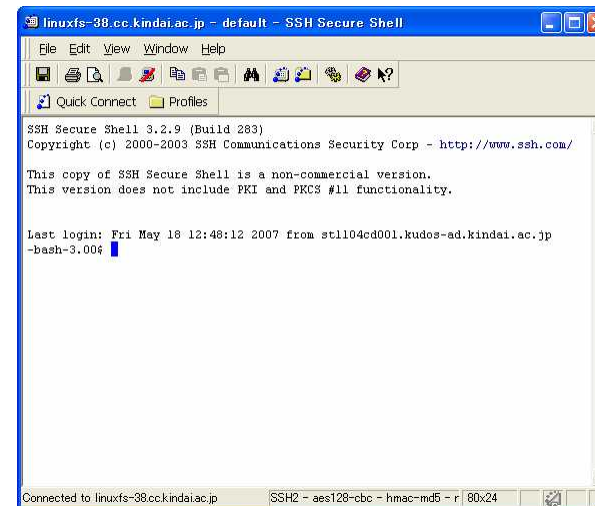 linuxfs-38.cc.kindai.ac.jp - default - SSH Secure Shell
File Edit View Window Help
Quick Connect Profiles
SSH Secure Shell 3.2.9 (Build 283)
Copyright (c) 2000-2003 SSH Communications Security Corp - http://www.ssh.com/
This copy of SSH Secure Shell is a non-commercial version.
This version does not include PKI and PKCS #11 functionality.
Last login: Fri May 18 12:48:12 2007 from stl104cd001.kudos-ad.kindai.ac.jp
-bash-3.00$
Connected to linuxfs-38.cc.kindai.ac.jp SSH2 - aes128-cbc - hmac-md5 - r 80x24